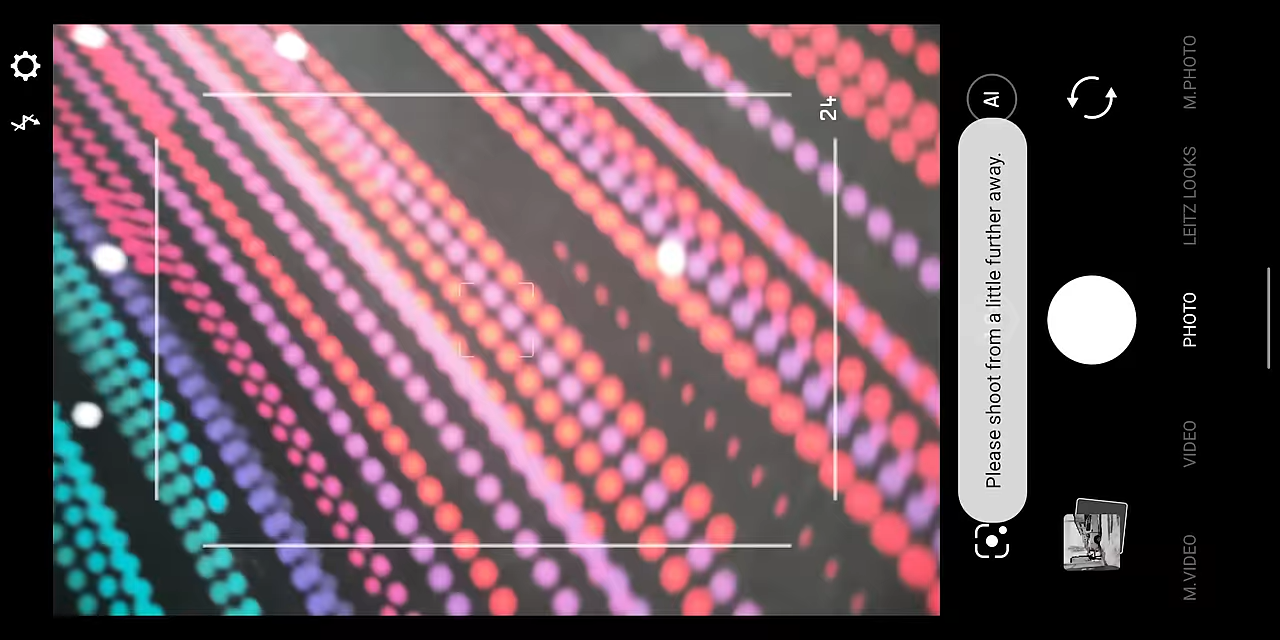 24
AI
Please shoot from a little further away.
M.VIDEO
VIDEO
PHOTO
LEITZ LOOKS
M.PHOTO